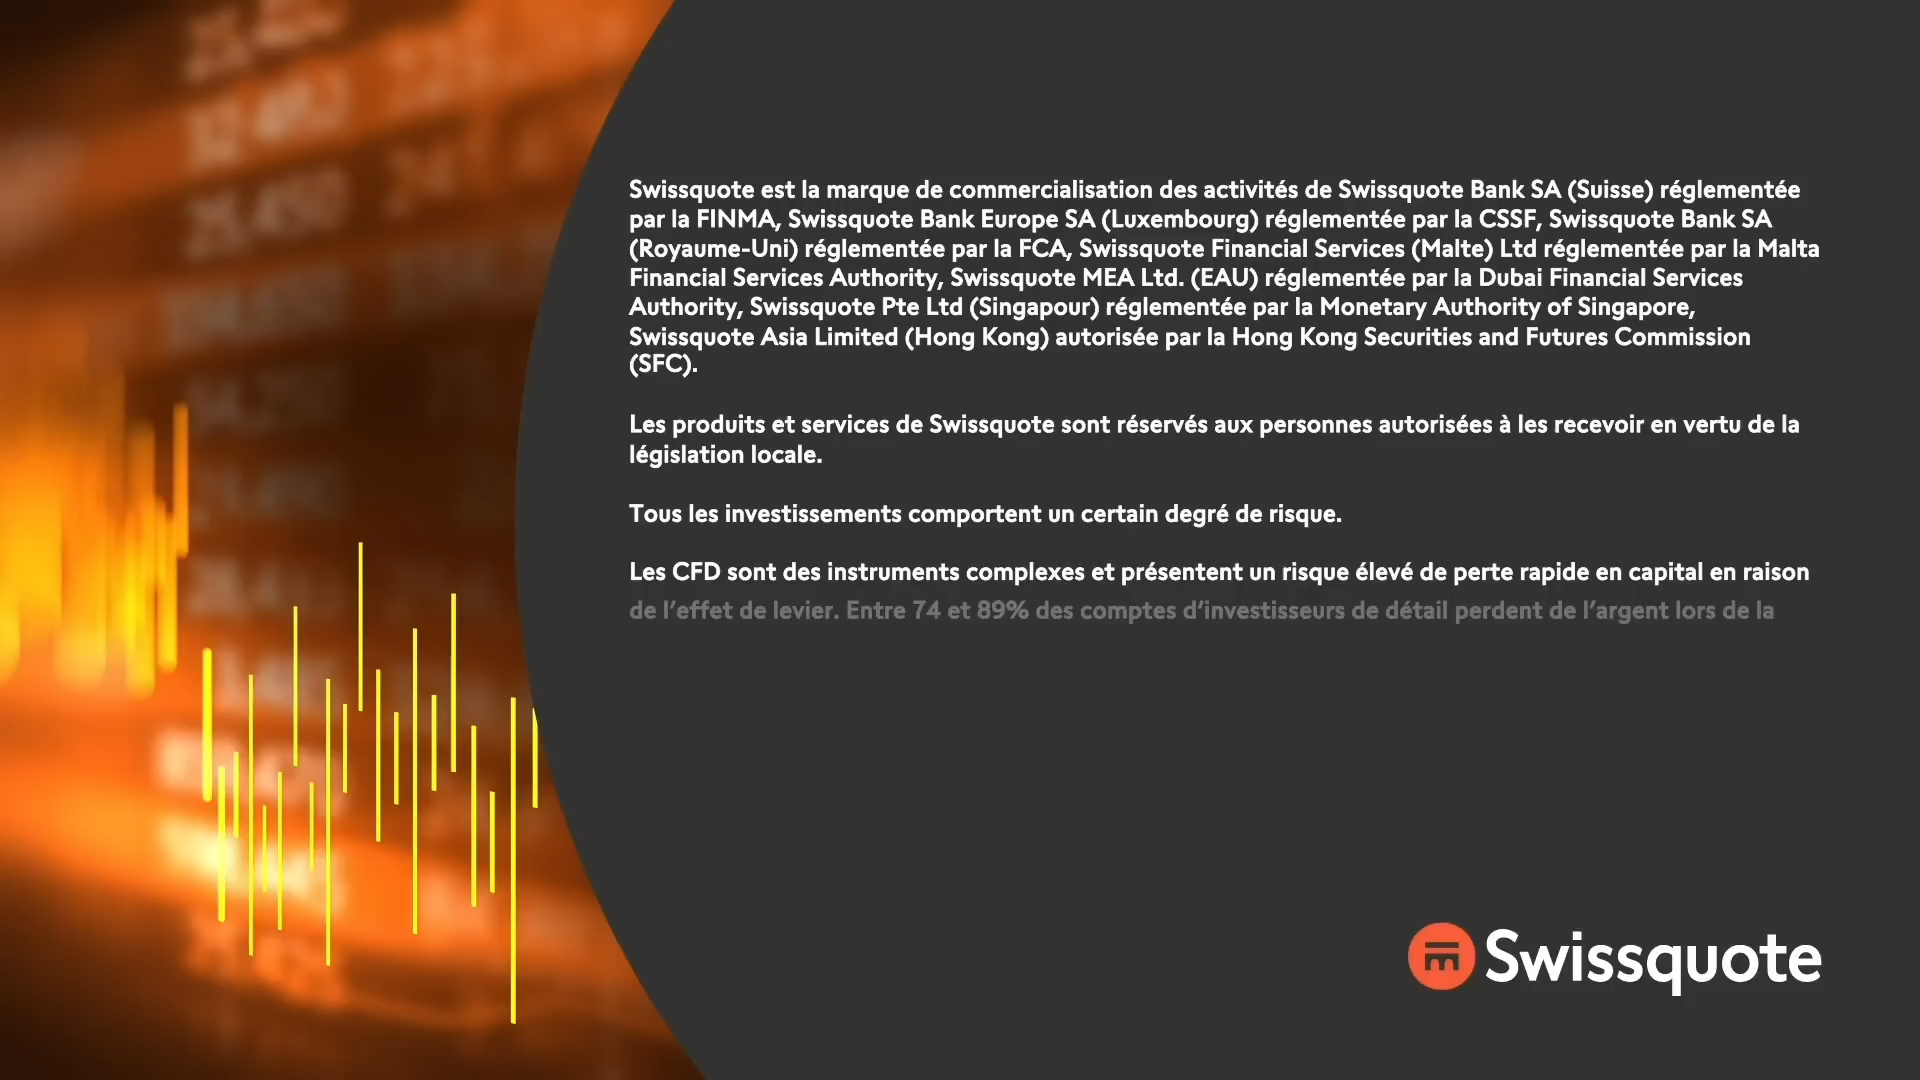 Swissquote est la marque de commercialisation des activités de Swissquote Bank SA (Suisse) réglementée
par la FINMA, Swissquote Bank Europe SA (Luxembourg) réglementée par la CSSF, Swissquote Bank SA
(Royaume-Uni) réglementée par la FCA, Swissquote Financial Services (Malte) Ltd réglementée par la Malta
Financial Services Authority, Swissquote MEA Ltd. (EAU) réglementée par la Dubai Financial Services
Authority, Swissquote Pte Ltd (Singapour) réglementée par la Monetary Authority of Singapore,
Swissquote Asia Limited (Hong Kong) autorisée par la Hong Kong Securities and Futures Commission
(SFC).
Les produits et services de Swissquote sont réservés aux personnes autorisées à les recevoir en vertu de la
législation locale.
Tous les investissements comportent un certain degré de risque.
Les CFD sont des instruments complexes et présentent un risque élevé de perte rapide en capital en raison
de l'effet de levier. Entre 74 et 89% des comptes d'investisseurs de détail perdent de l'argent lors de la
Swissquote